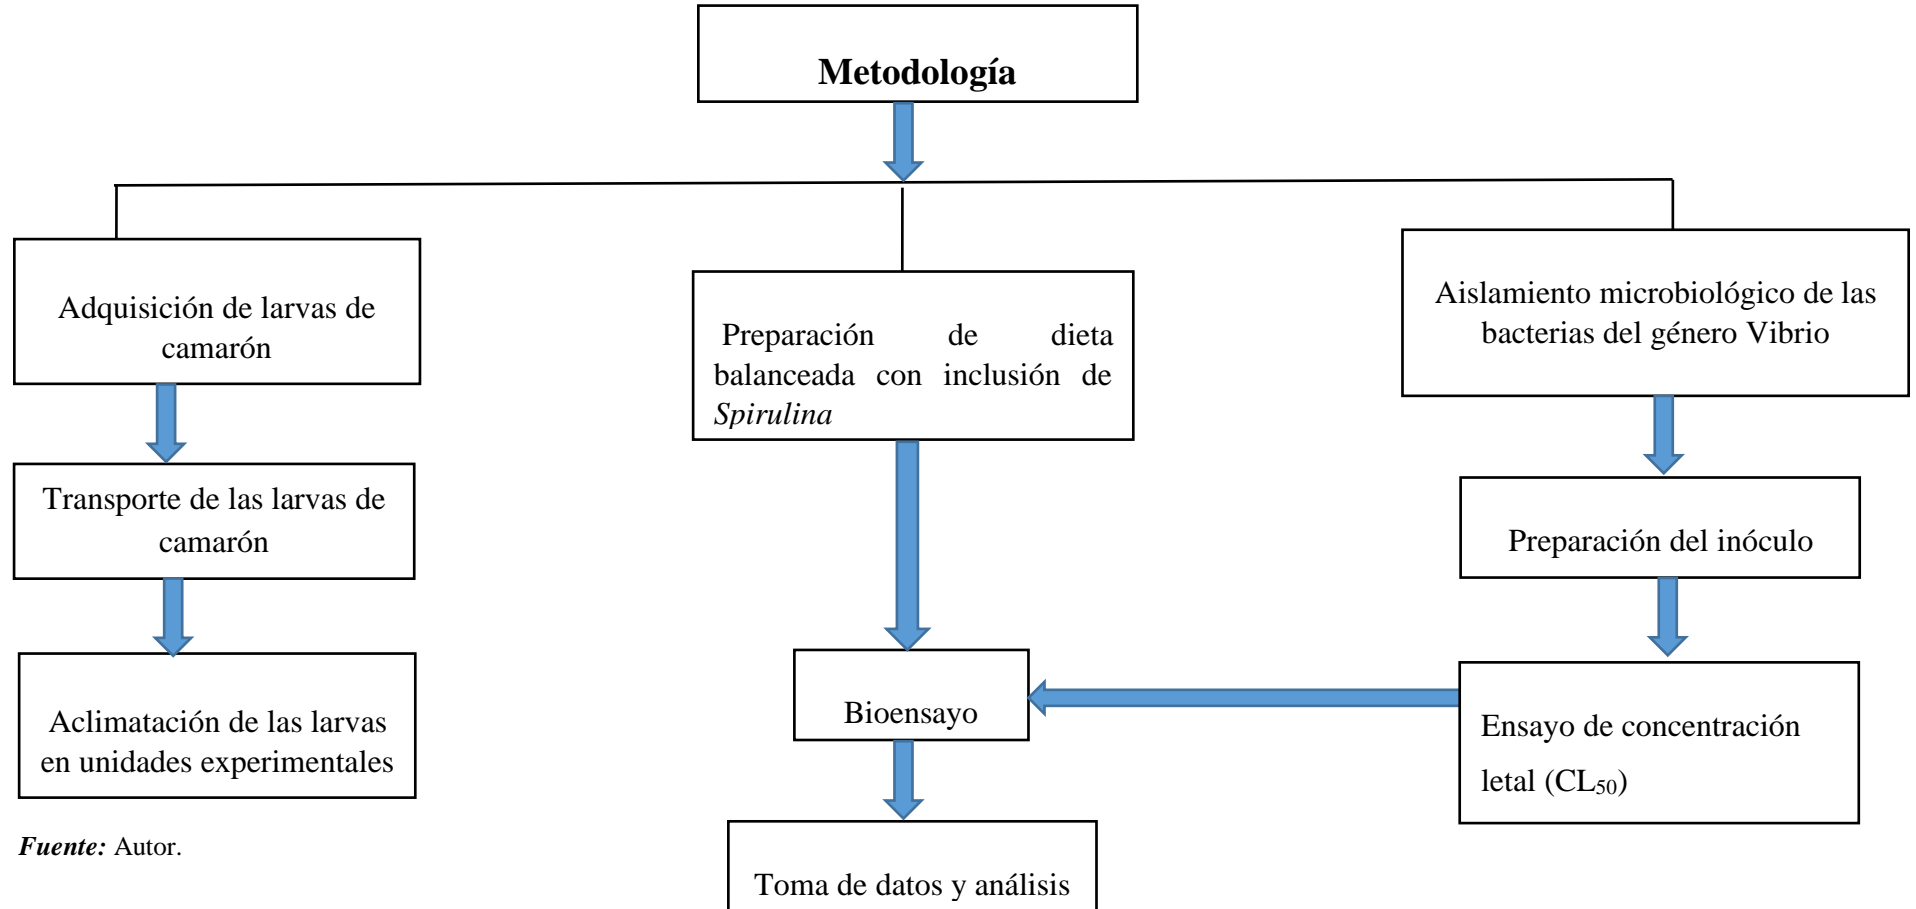 Metodología
Adquisición de larvas de
camarón
Transporte de las larvas de
camarón
Aclimatación de las larvas
en unidades experimentales
Preparación de dieta
balanceada con inclusión de
Spirulina
Bioensayo
Toma de datos y análisis
Aislamiento microbiológico de las
bacterias del género Vibrio
Preparación del inóculo
Ensayo de concentración
letal (CL50)
Fuente: Autor.